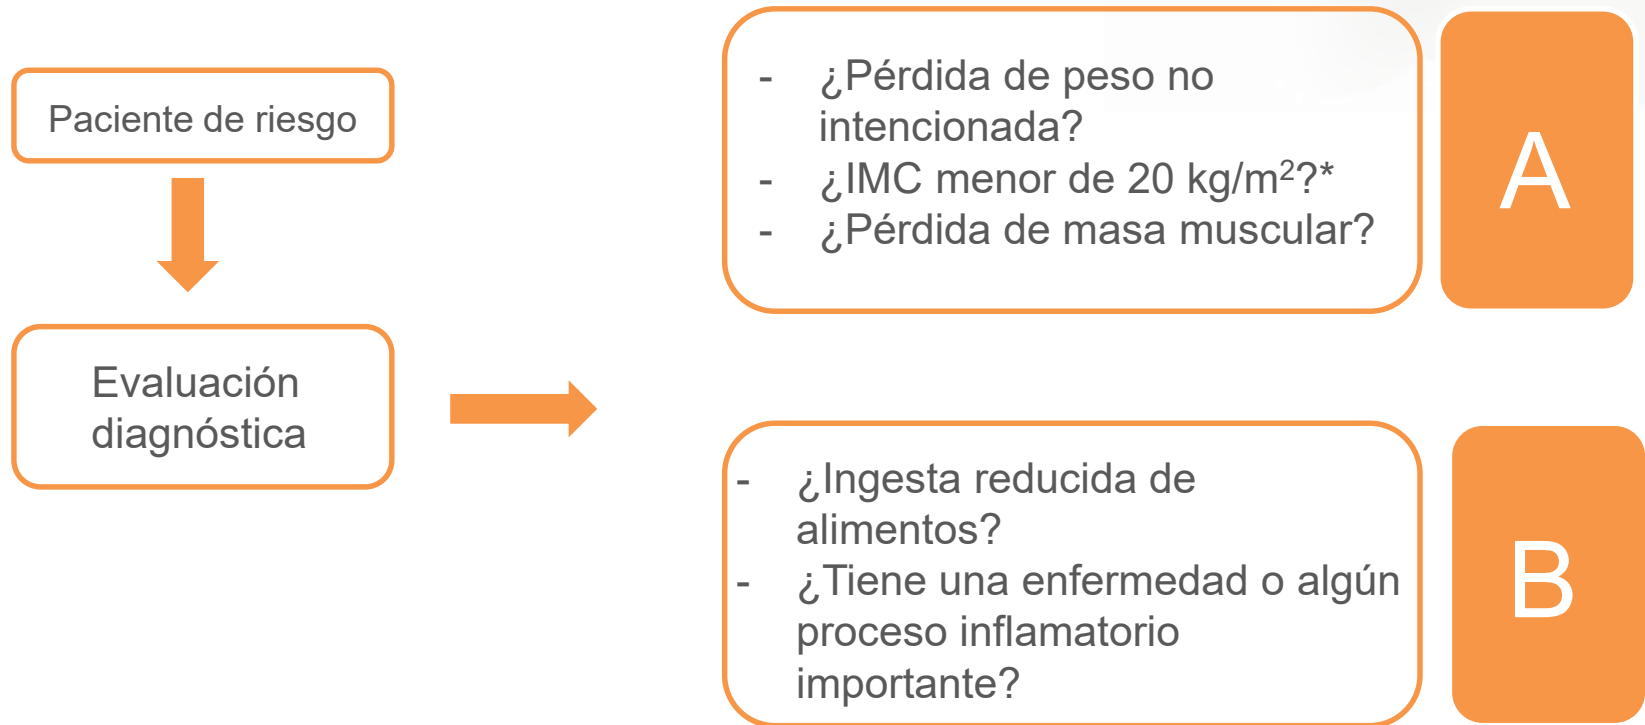 Paciente de riesgo
Evaluación
diagnóstica
- ¿Pérdida de peso no
intencionada?
- ¿IMC menor de 20 kg/m²?*
- ¿Pérdida de masa muscular?
A
- ¿Ingesta reducida de
alimentos?
- ¿Tiene una enfermedad o algún
proceso inflamatorio
importante?
B